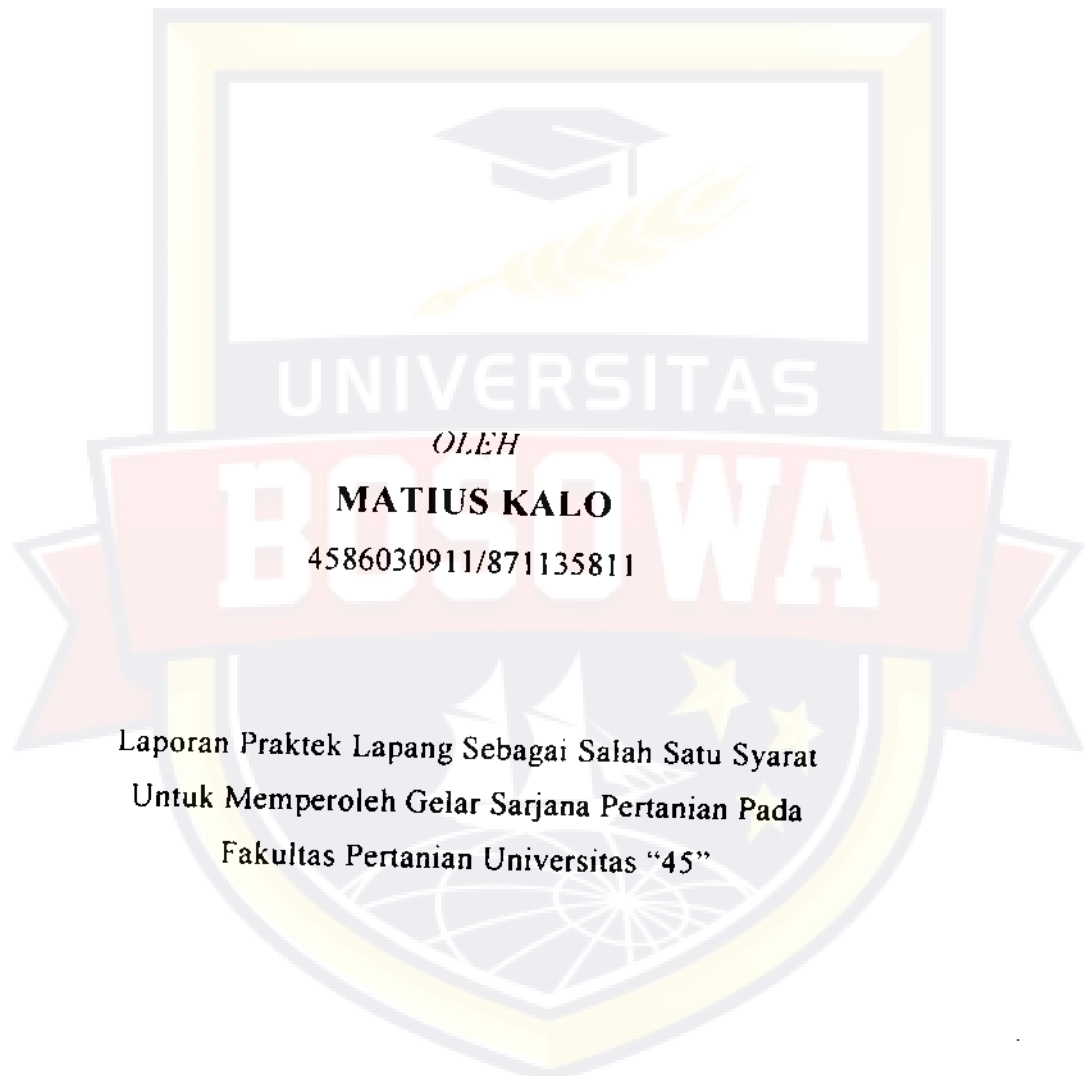 UNIVERSITAS
OLEH
BOSOWA
MATIUS KALO
4586030911/871135811
Laporan Praktek Lapang Sebagai Salah Satu Syarat
Untuk Memperoleh Gelar Sarjana Pertanian Pada
Fakultas Pertanian Universitas “45”